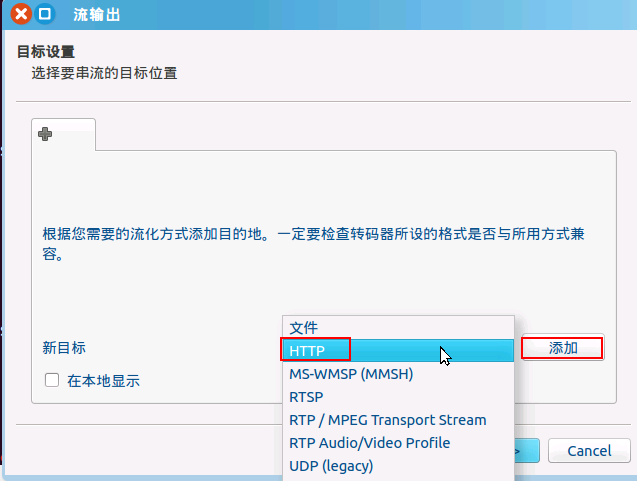 流输出
目标设置
选择要串流的目标位置
根据您需要的流化方式添加目的地。一定要检查转码器所设的格式是否与所用方式兼
容。
文件
新目标
HTTP
添加
MS-WMSP (MMSH)
在本地显示
RTSP
RTP / MPEG Transport Stream
RTP Audio/Video Profile
Cancel
UDP (legacy)